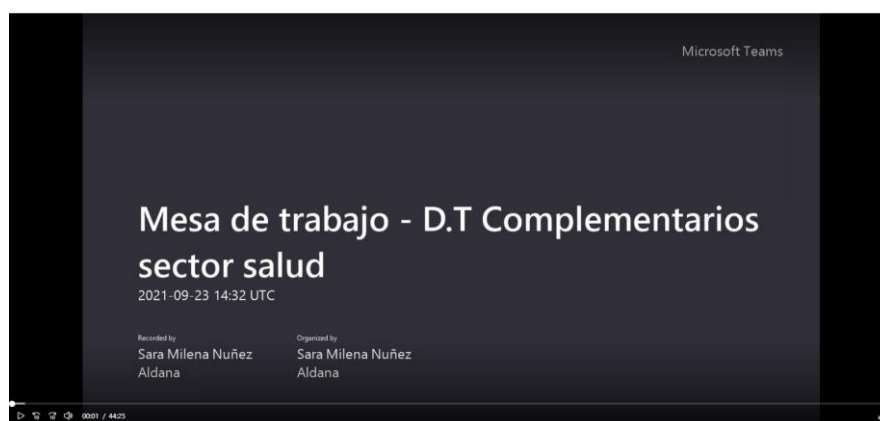 Microsoft Teams
Mesa de trabajo - D.T Complementarios
sector salud
2021-09-23 14:32 UTC
Recorded by
Organized by
Sara Milena Nuñez
Sara Milena Nuñez
Aldana
Aldana
00:01 / 44:25